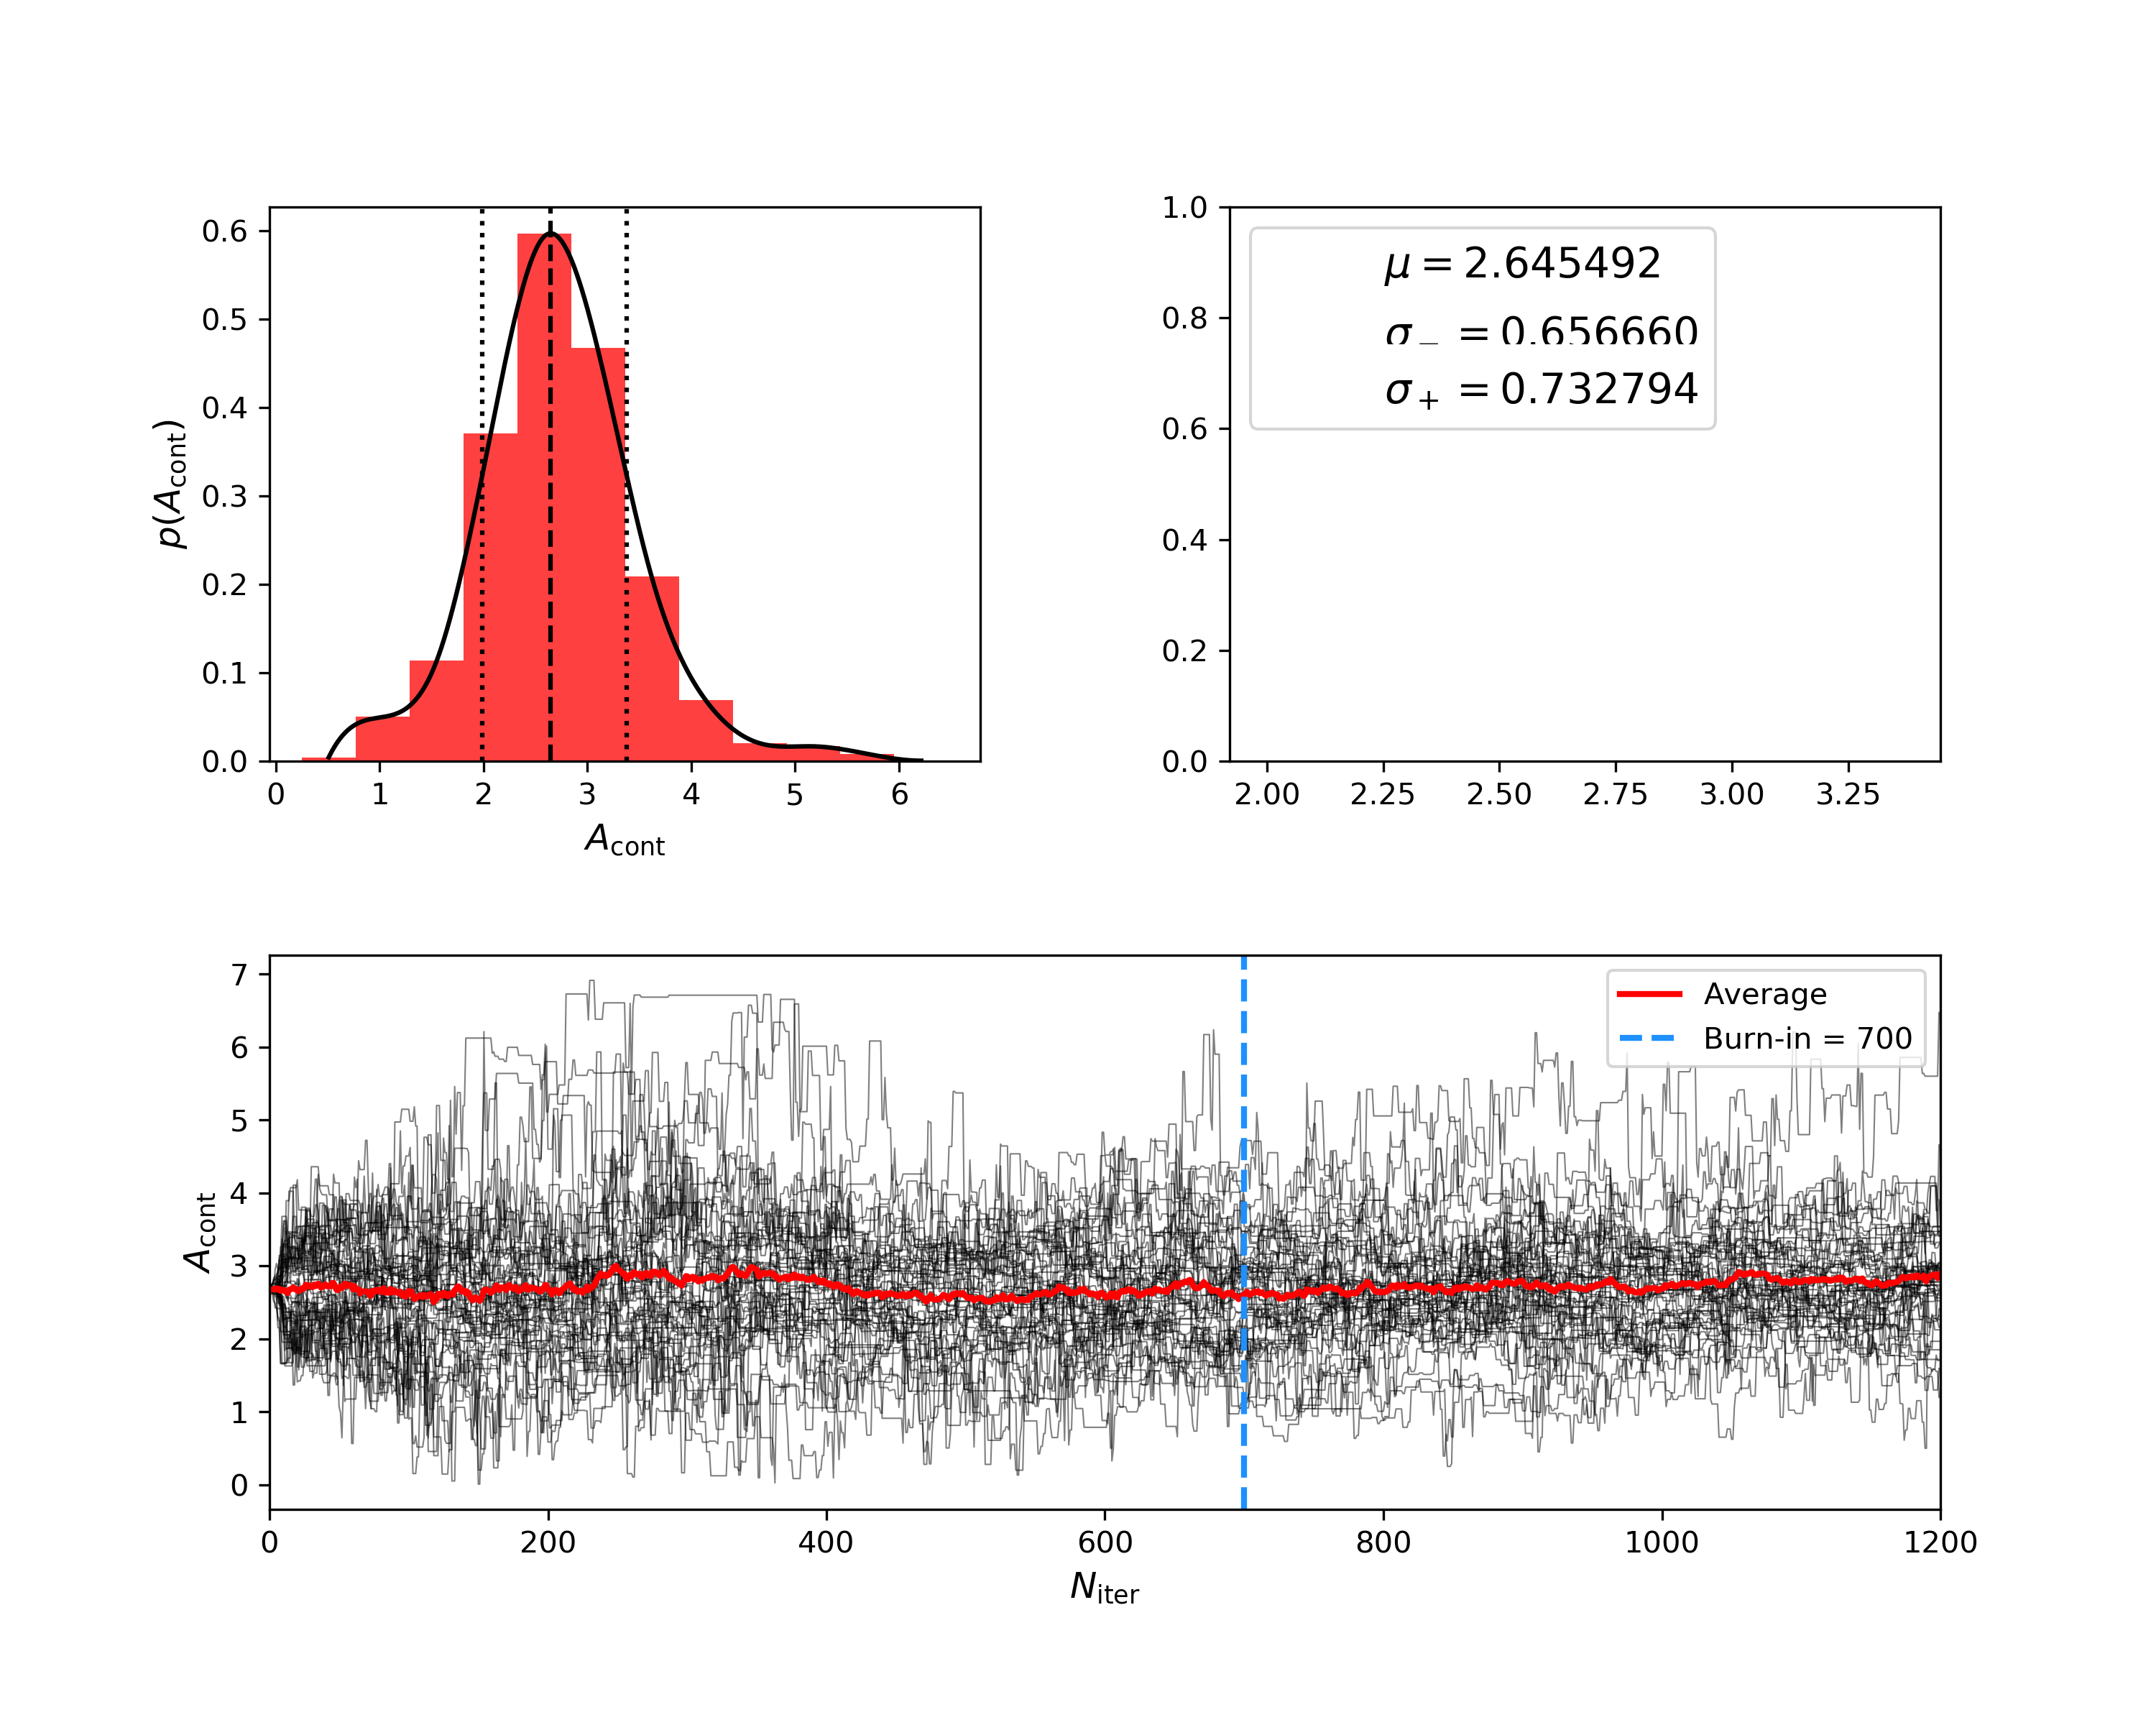 0.6
0.5
0.4
0.3
0.2
0.1
0.0
p(A_cont)
0 1 2 3 4 5 6
A_cont
1.0
0.8
0.6
0.4
0.2
0.0
μ = 2.645492
σ_− = 0.656660
σ_+ = 0.732794
2.00 2.25 2.50 2.75 3.00 3.25
7
6
5
4
3
2
1
0
A_cont
Average
Burn-in = 700
0 200 400 600 800 1000 1200
N_iter